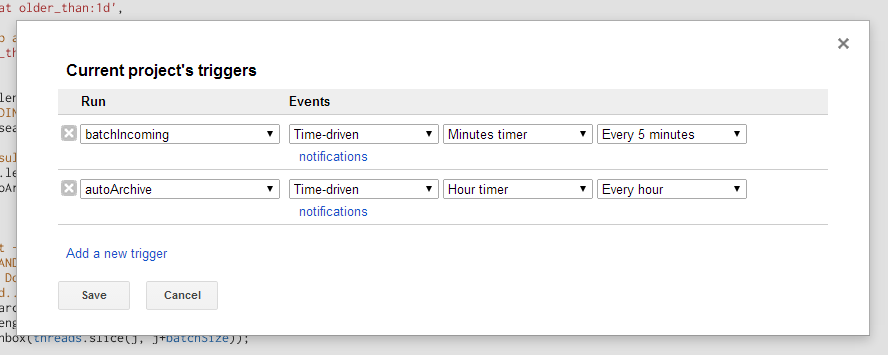 at older_than:1d',
Current project's triggers
Run Events
batchIncoming Time-driven Minutes timer Every 5 minutes
notifications
autoArchive Time-driven Hour timer Every hour
notifications
Add a new trigger
Save Cancel
nbox(threads.slice(j, j+batchSize));